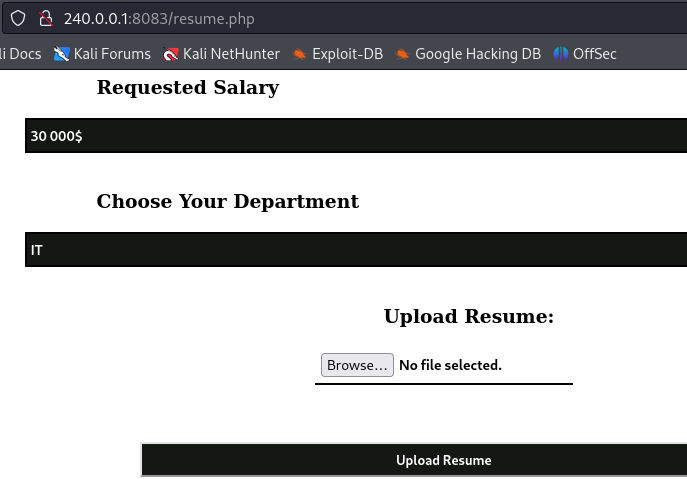 240.0.0.1:8083/resume.php
li Docs Kali Forums Kali NetHunter Exploit-DB Google Hacking DB OffSec
Requested Salary
30 000$
Choose Your Department
IT
Upload Resume:
Browse... No file selected.
Upload Resume